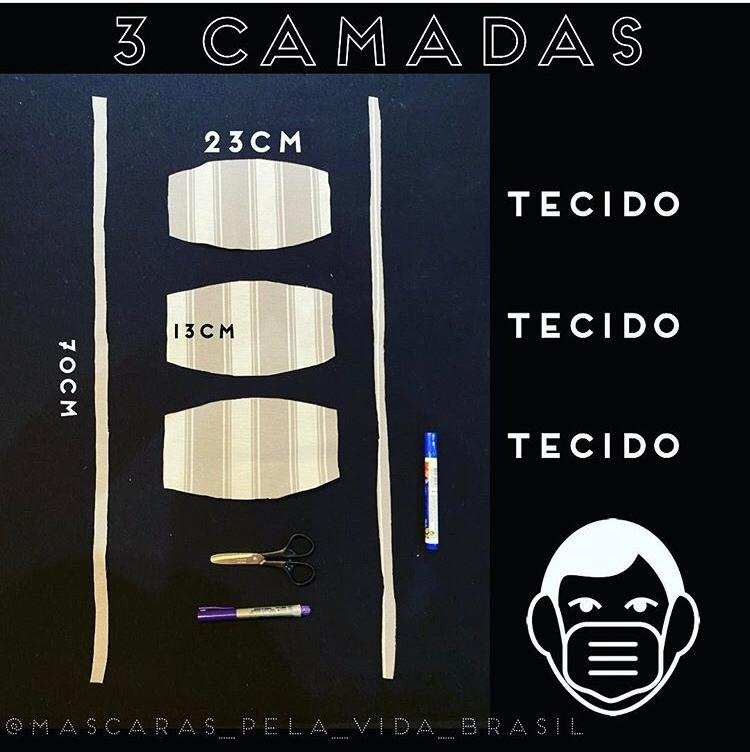 3 CAMADAS
23CM
TECIDO
13CM
TECIDO
70CM
TECIDO
@MASCARAS_PELA_VIDA_BRASIL